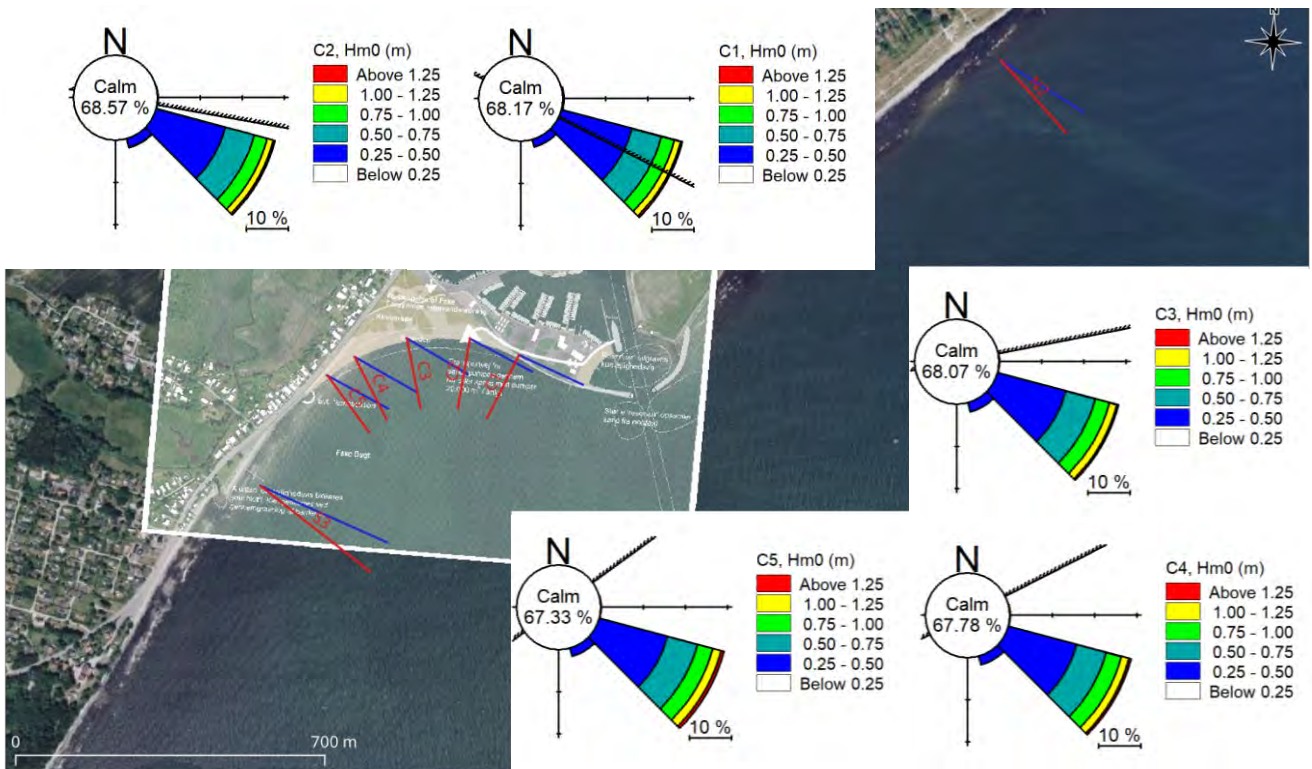 N
Calm
68.57 %
10 %
C2, Hm0 (m)
Above 1.25
1.00 - 1.25
0.75 - 1.00
0.50 - 0.75
0.25 - 0.50
Below 0.25
N
Calm
68.17 %
10 %
C1, Hm0 (m)
Above 1.25
1.00 - 1.25
0.75 - 1.00
0.50 - 0.75
0.25 - 0.50
Below 0.25
N
C3
C4
Faxe Bugt
S3
N
Calm
68.07 %
10 %
C3, Hm0 (m)
Above 1.25
1.00 - 1.25
0.75 - 1.00
0.50 - 0.75
0.25 - 0.50
Below 0.25
N
Calm
67.33 %
10 %
C5, Hm0 (m)
Above 1.25
1.00 - 1.25
0.75 - 1.00
0.50 - 0.75
0.25 - 0.50
Below 0.25
N
Calm
67.78 %
10 %
C4, Hm0 (m)
Above 1.25
1.00 - 1.25
0.75 - 1.00
0.50 - 0.75
0.25 - 0.50
Below 0.25
0 700 m